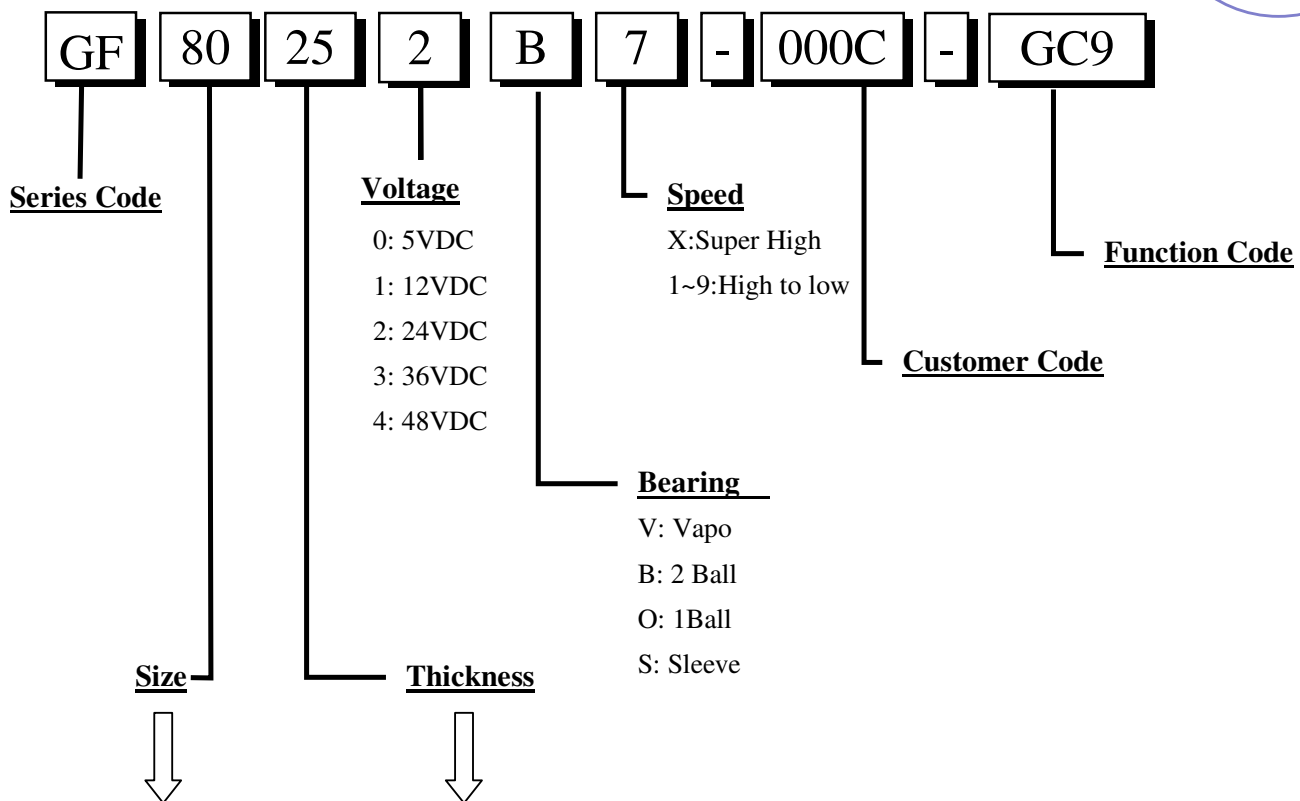 GF 80 25 2 B 7 - 000C - GC9
Series Code
Voltage
0: 5VDC
1: 12VDC
2: 24VDC
3: 36VDC
4: 48VDC
Speed
X:Super High
1~9:High to low
Function Code
Customer Code
Bearing
V: Vapo
B: 2 Ball
O: 1Ball
S: Sleeve
Size
Thickness